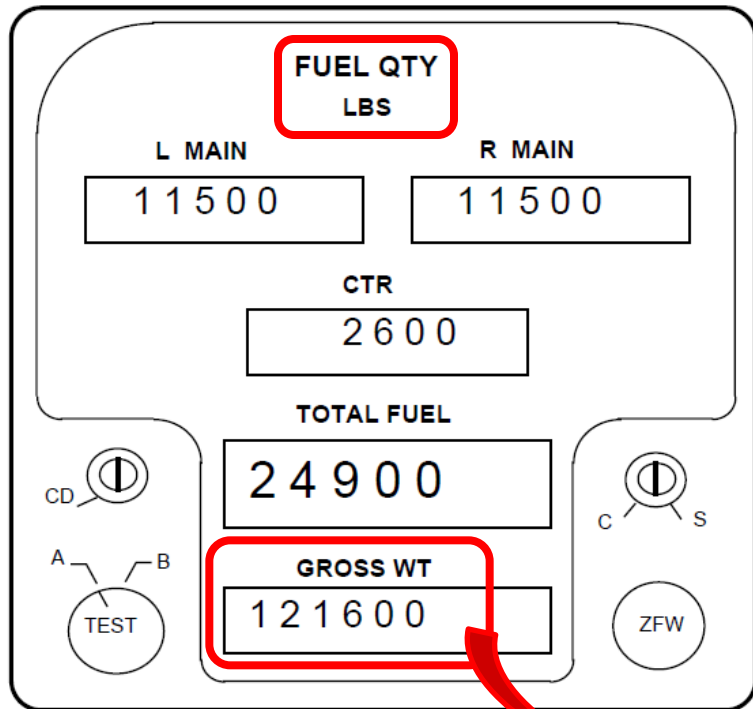 FUEL QTY
LBS
L MAIN R MAIN
11500 11500
CTR
2600
TOTAL FUEL
24900
CD C S
GROSS WT
A B
121600
TEST ZFW